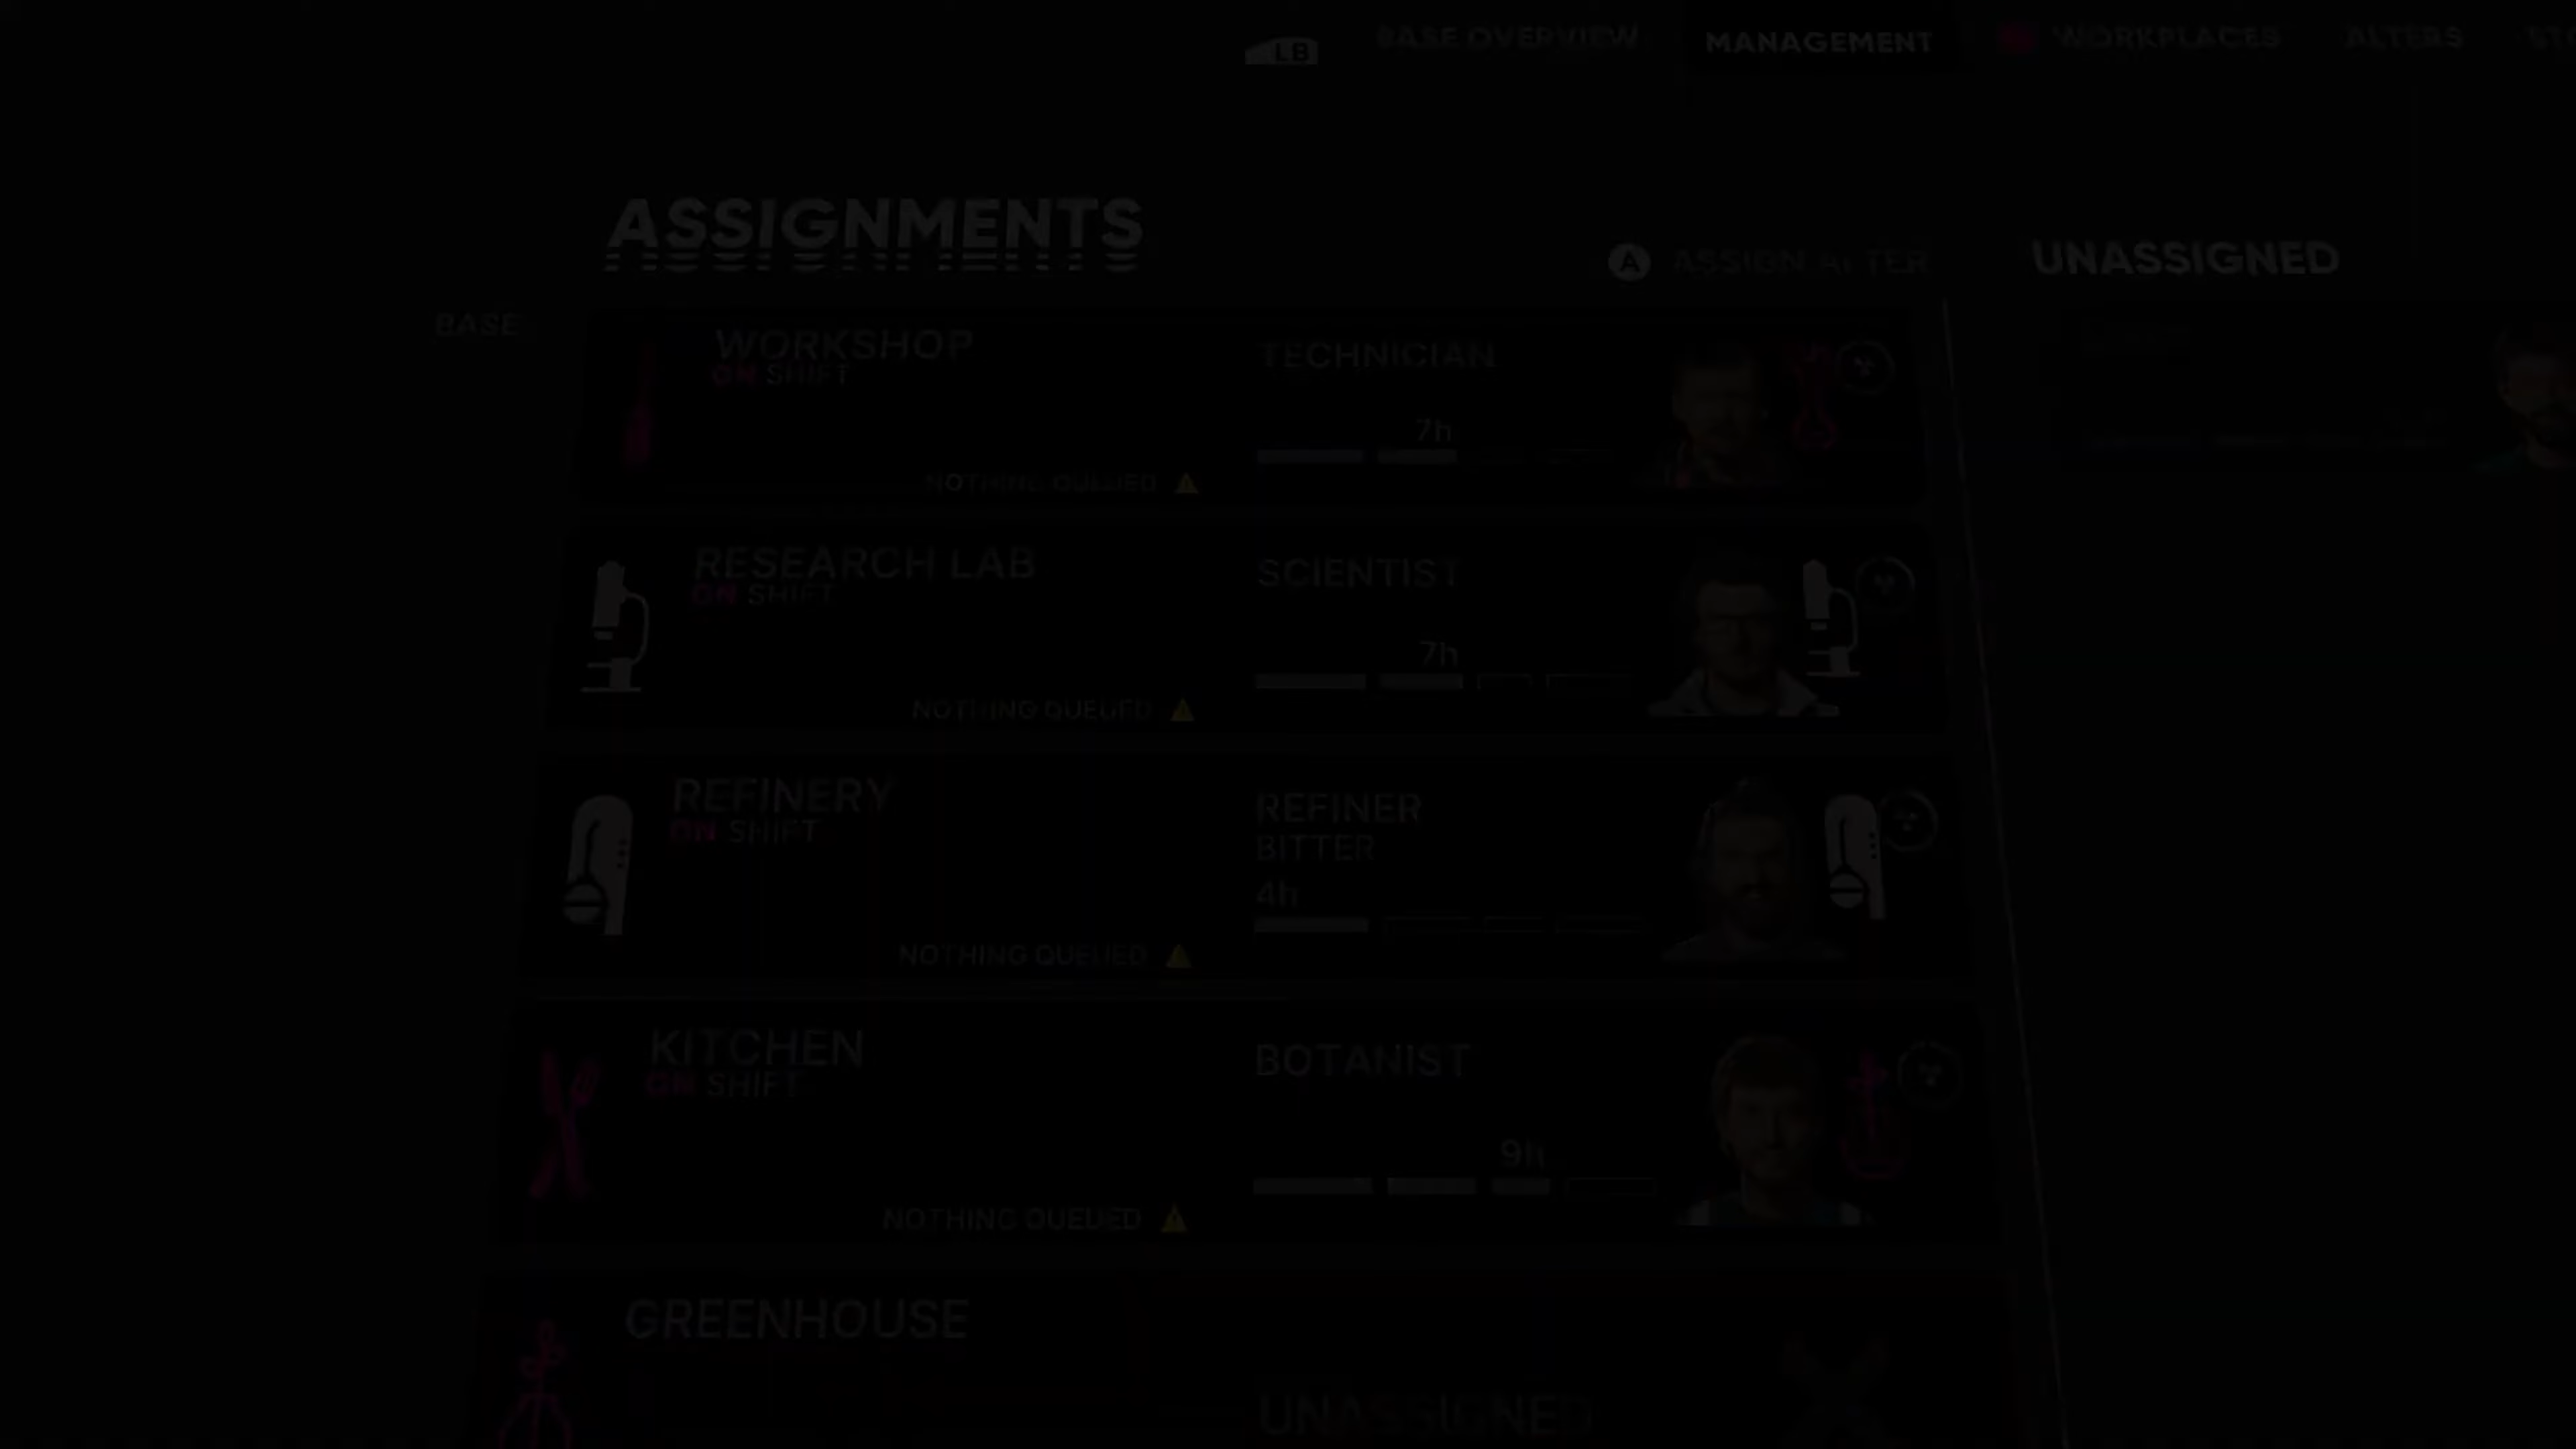 LB BASE OVERVIEW MANAGEMENT WORKPLACES ALTERS
ASSIGNMENTS
A ASSIGN ALTER
UNASSIGNED
BASE
WORKSHOP
ON SHIFT
NOTHING QUEUED
TECHNICIAN
7h
RESEARCH LAB
ON SHIFT
NOTHING QUEUED
SCIENTIST
7h
REFINERY
ON SHIFT
NOTHING QUEUED
REFINER
BITTER
4h
KITCHEN
ON SHIFT
NOTHING QUEUED
BOTANIST
9h
GREENHOUSE
UNASSIGNED